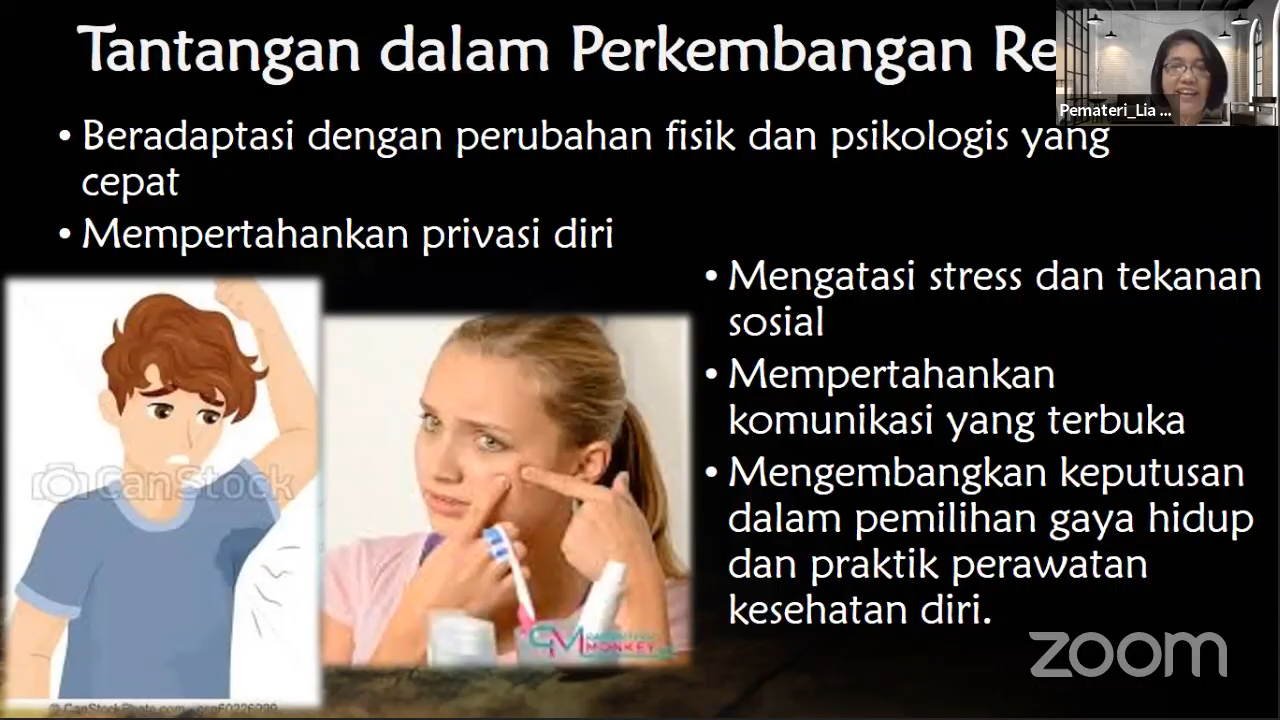 Tantangan dalam Perkembangan Re
Pemateri_Lia ...
• Beradaptasi dengan perubahan fisik dan psikologis yang
cepat
• Mempertahankan privasi diri
• Mengatasi stress dan tekanan
sosial
• Mempertahankan
komunikasi yang terbuka
• Mengembangkan keputusan
dalam pemilihan gaya hidup
dan praktik perawatan
kesehatan diri.
CanStock
MONKEY
zoom